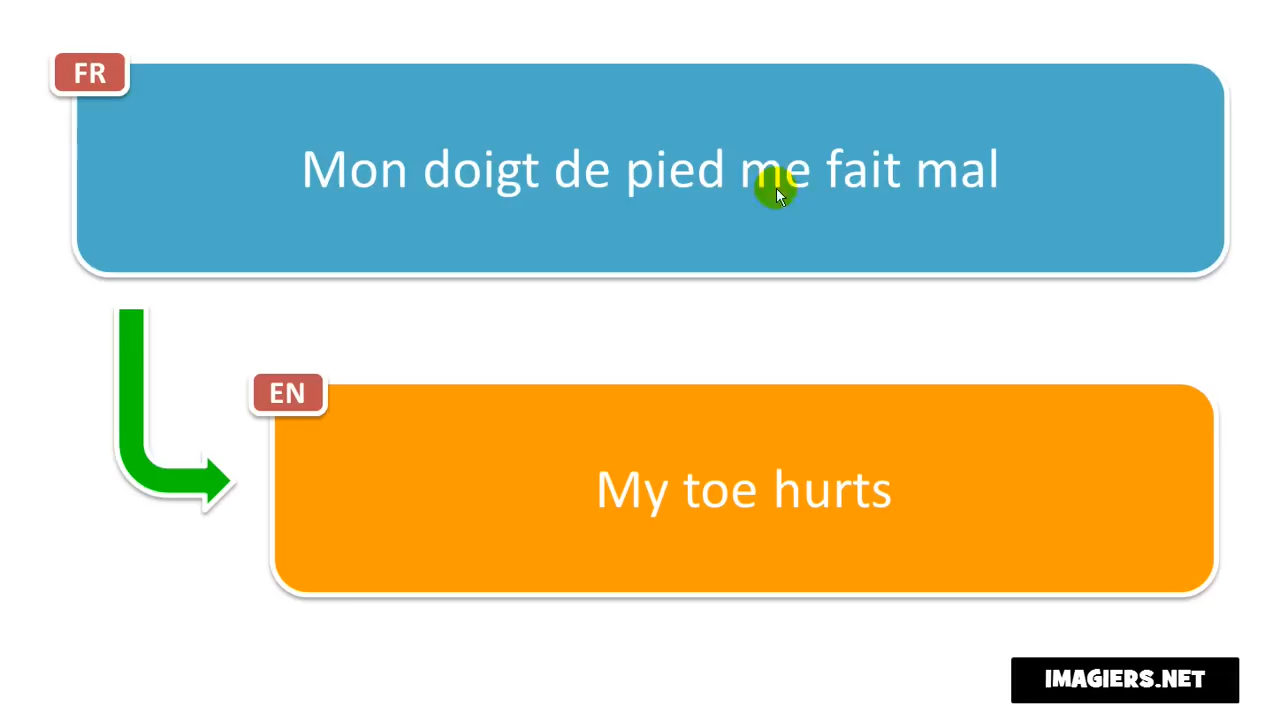 FR
Mon doigt de pied me fait mal
EN
My toe hurts
IMAGIERS.NET